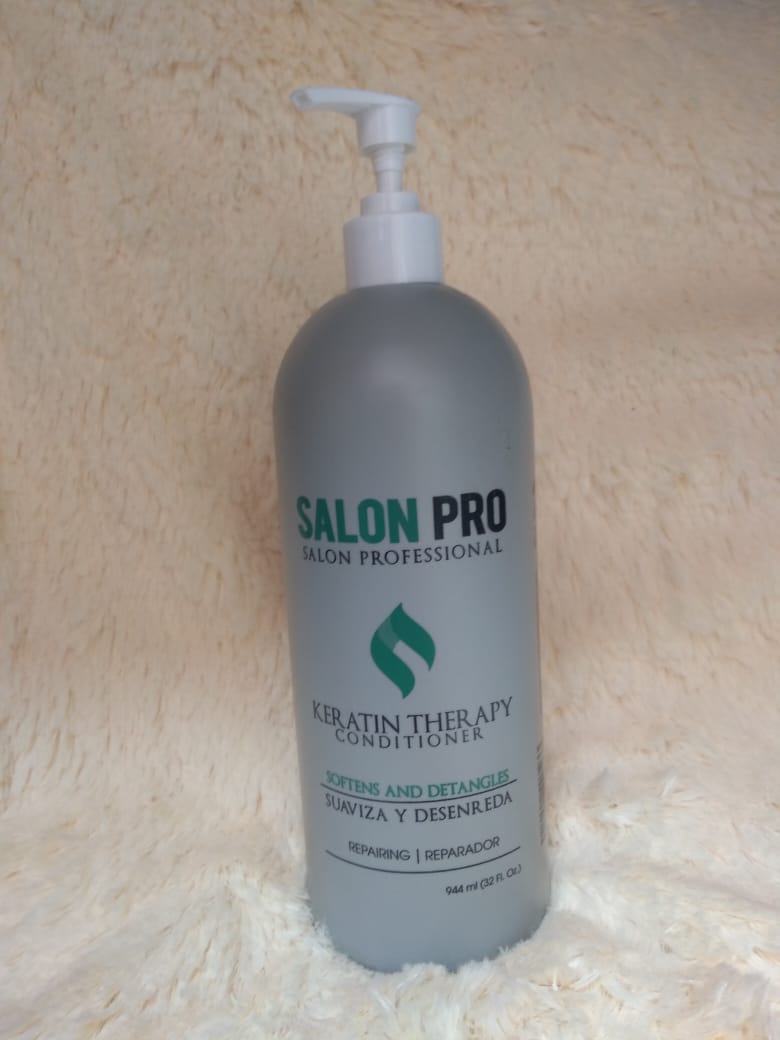 SALON PRO
SALON PROFESSIONAL
KERATIN THERAPY
CONDITIONER
SOFTENS AND DETANGLES
SUAVIZA Y DESENREDA
REPAIRING | REPARADOR
944 ml (32 Fl. Oz.)